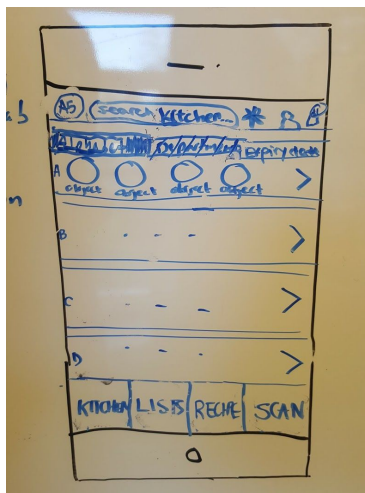 AS search kitchen...
Expiry date
A
object object object object
B
C
D
KITCHEN LISTS RECIPE SCAN